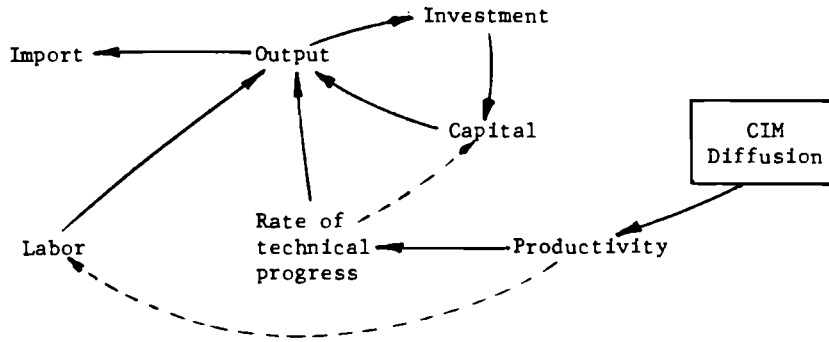 Investment
Import
Output
Capital
CIM
Diffusion
Rate of
technical
progress
Labor
Productivity